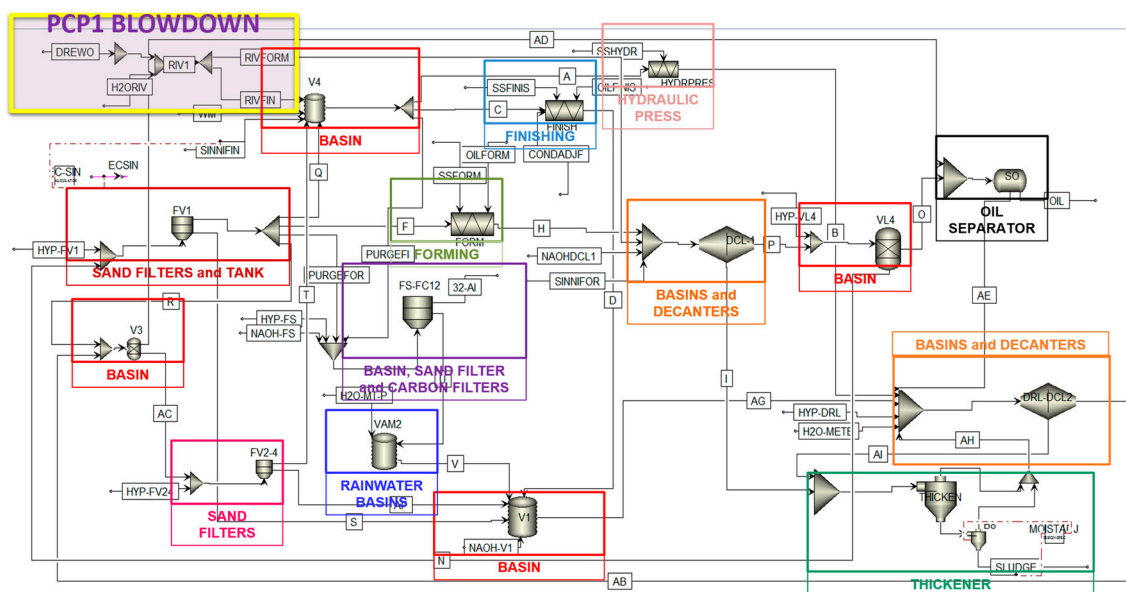 PCP1 BLOWDOWN
DREWO
RIV1
H2ORIV
RIVFORM
RIVFIN
AD
V4
BASIN
SINNIFIN
SSFINIS
A
C
FINISH
FINISHING
OILFINIS
SSHYDR
HYDRPRES
HYDRAULIC
PRESS
ECSIN
Q
OILFORM
SSFORM
CONDADJF
FV1
HYP-FV1
SAND FILTERS and TANK
F
FORM
FORMING
H
PURGEFI
PURGEFOR
NAOHDCL1
SINNIFOR
D
DCL-1
P
BASINS and
DECANTERS
HYP-VL4
B
VL4
BASIN
O
SO
OIL
OIL
SEPARATOR
AE
R
T
V3
BASIN
HYP-FS
NAOH-FS
FS-FC12
32-AI
BASIN, SAND FILTER
and CARBON FILTERS
H2O-MT-P
I
AG
BASINS and DECANTERS
DRL-DCL2
HYP-DRL
H2O-METE
AH
AI
AC
FV2-4
HYP-FV24
SAND
FILTERS
VAM2
V
RAINWATER
BASINS
S
V1
NAOH-V1
BASIN
N
AB
THICKEN
SLUDGE
THICKENER